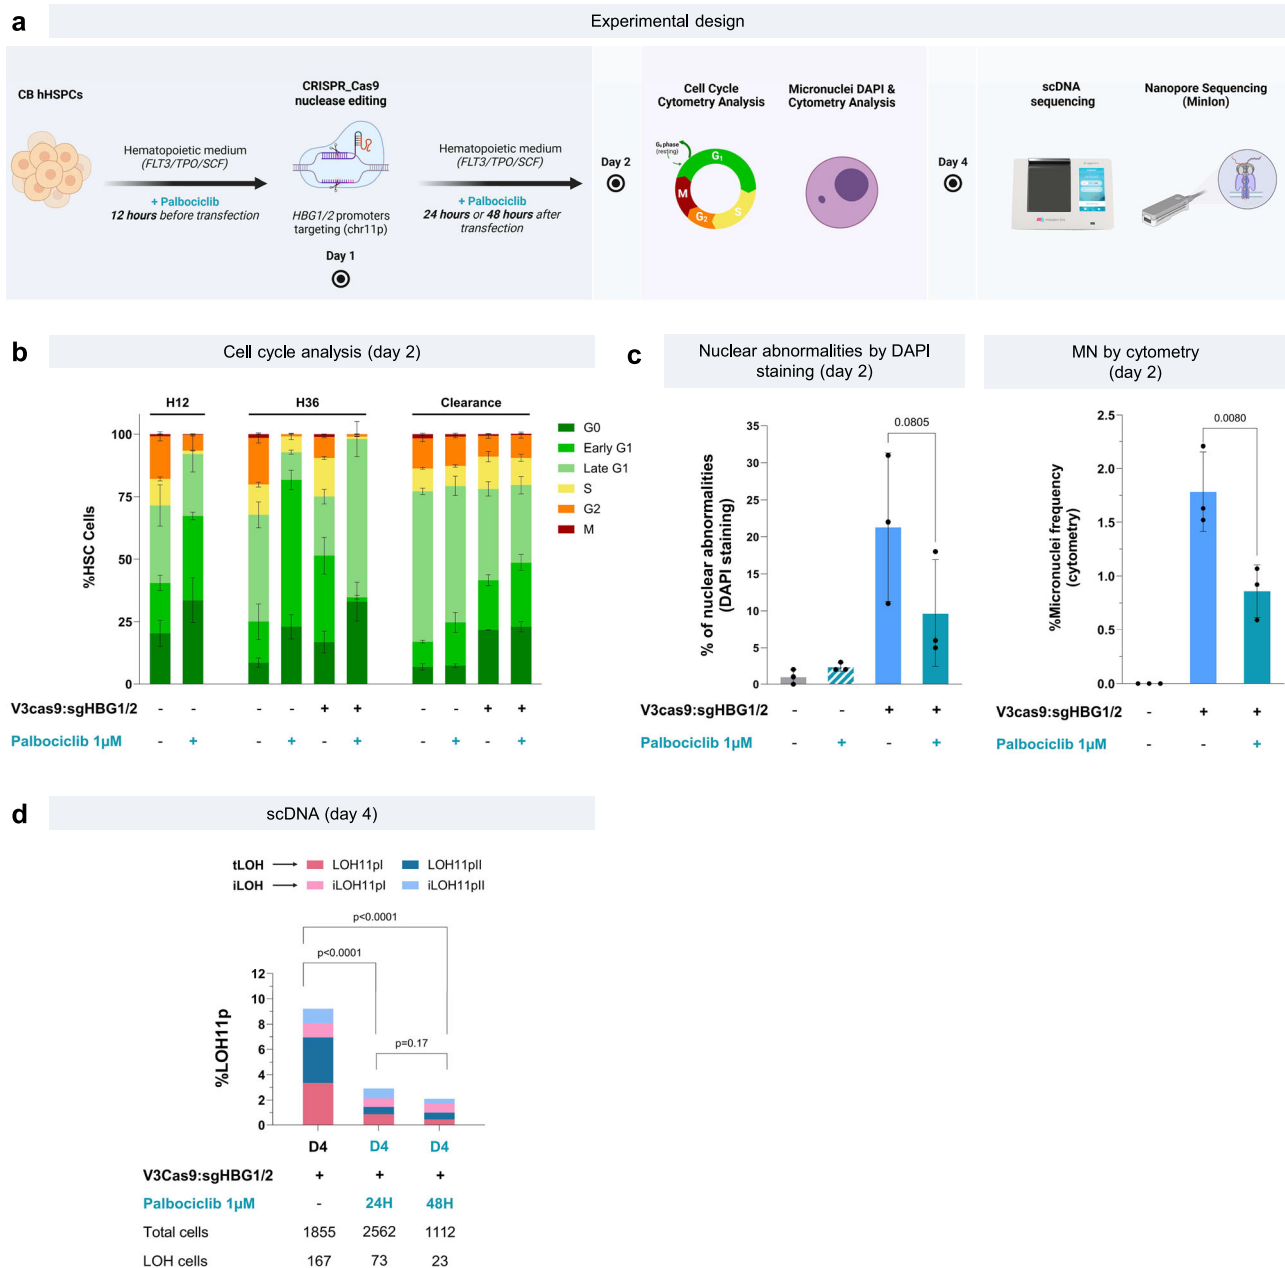 a
Experimental design
CB hHSPCs
Hematopoietic medium
(FLT3/TPO/SCF)
+ Palbociclib
12 hours before transfection
CRISPR_Cas9
nuclease editing
HBG1/2 promoters
targeting (chr11p)
Day 1
Hematopoietic medium
(FLT3/TPO/SCF)
+ Palbociclib
24 hours or 48 hours after
transfection
Day 2
Cell Cycle
Cytometry Analysis
G0 phase
(resting)
G1
S
G2
M
Micronuclei DAPI &
Cytometry Analysis
Day 4
scDNA
sequencing
Nanopore Sequencing
(MinIon)
b
Cell cycle analysis (day 2)
H12
H36
Clearance
%HSC Cells
100
75
50
25
0
G0
Early G1
Late G1
S
G2
M
V3cas9:sgHBG1/2 - - - - + + - - + +
Palbociclib 1µM - + - + - + - + - +
c
Nuclear abnormalities by DAPI
staining (day 2)
% of nuclear abnormalities
(DAPI staining)
35
30
25
20
15
10
5
0
0.0805
V3cas9:sgHBG1/2 - - + +
Palbociclib 1µM - + - +
MN by cytometry
(day 2)
%Micronuclei frequency
(cytometry)
2.5
2.0
1.5
1.0
0.5
0.0
0.0080
V3cas9:sgHBG1/2 - + +
Palbociclib 1µM - - +
d
scDNA (day 4)
tLOH LOH11pI LOH11pII
iLOH iLOH11pI iLOH11pII
p<0.0001
p<0.0001
p=0.17
%LOH11p
12
10
8
6
4
2
0
D4 D4 D4
V3Cas9:sgHBG1/2 + + +
Palbociclib 1µM - 24H 48H
Total cells 1855 2562 1112
LOH cells 167 73 23